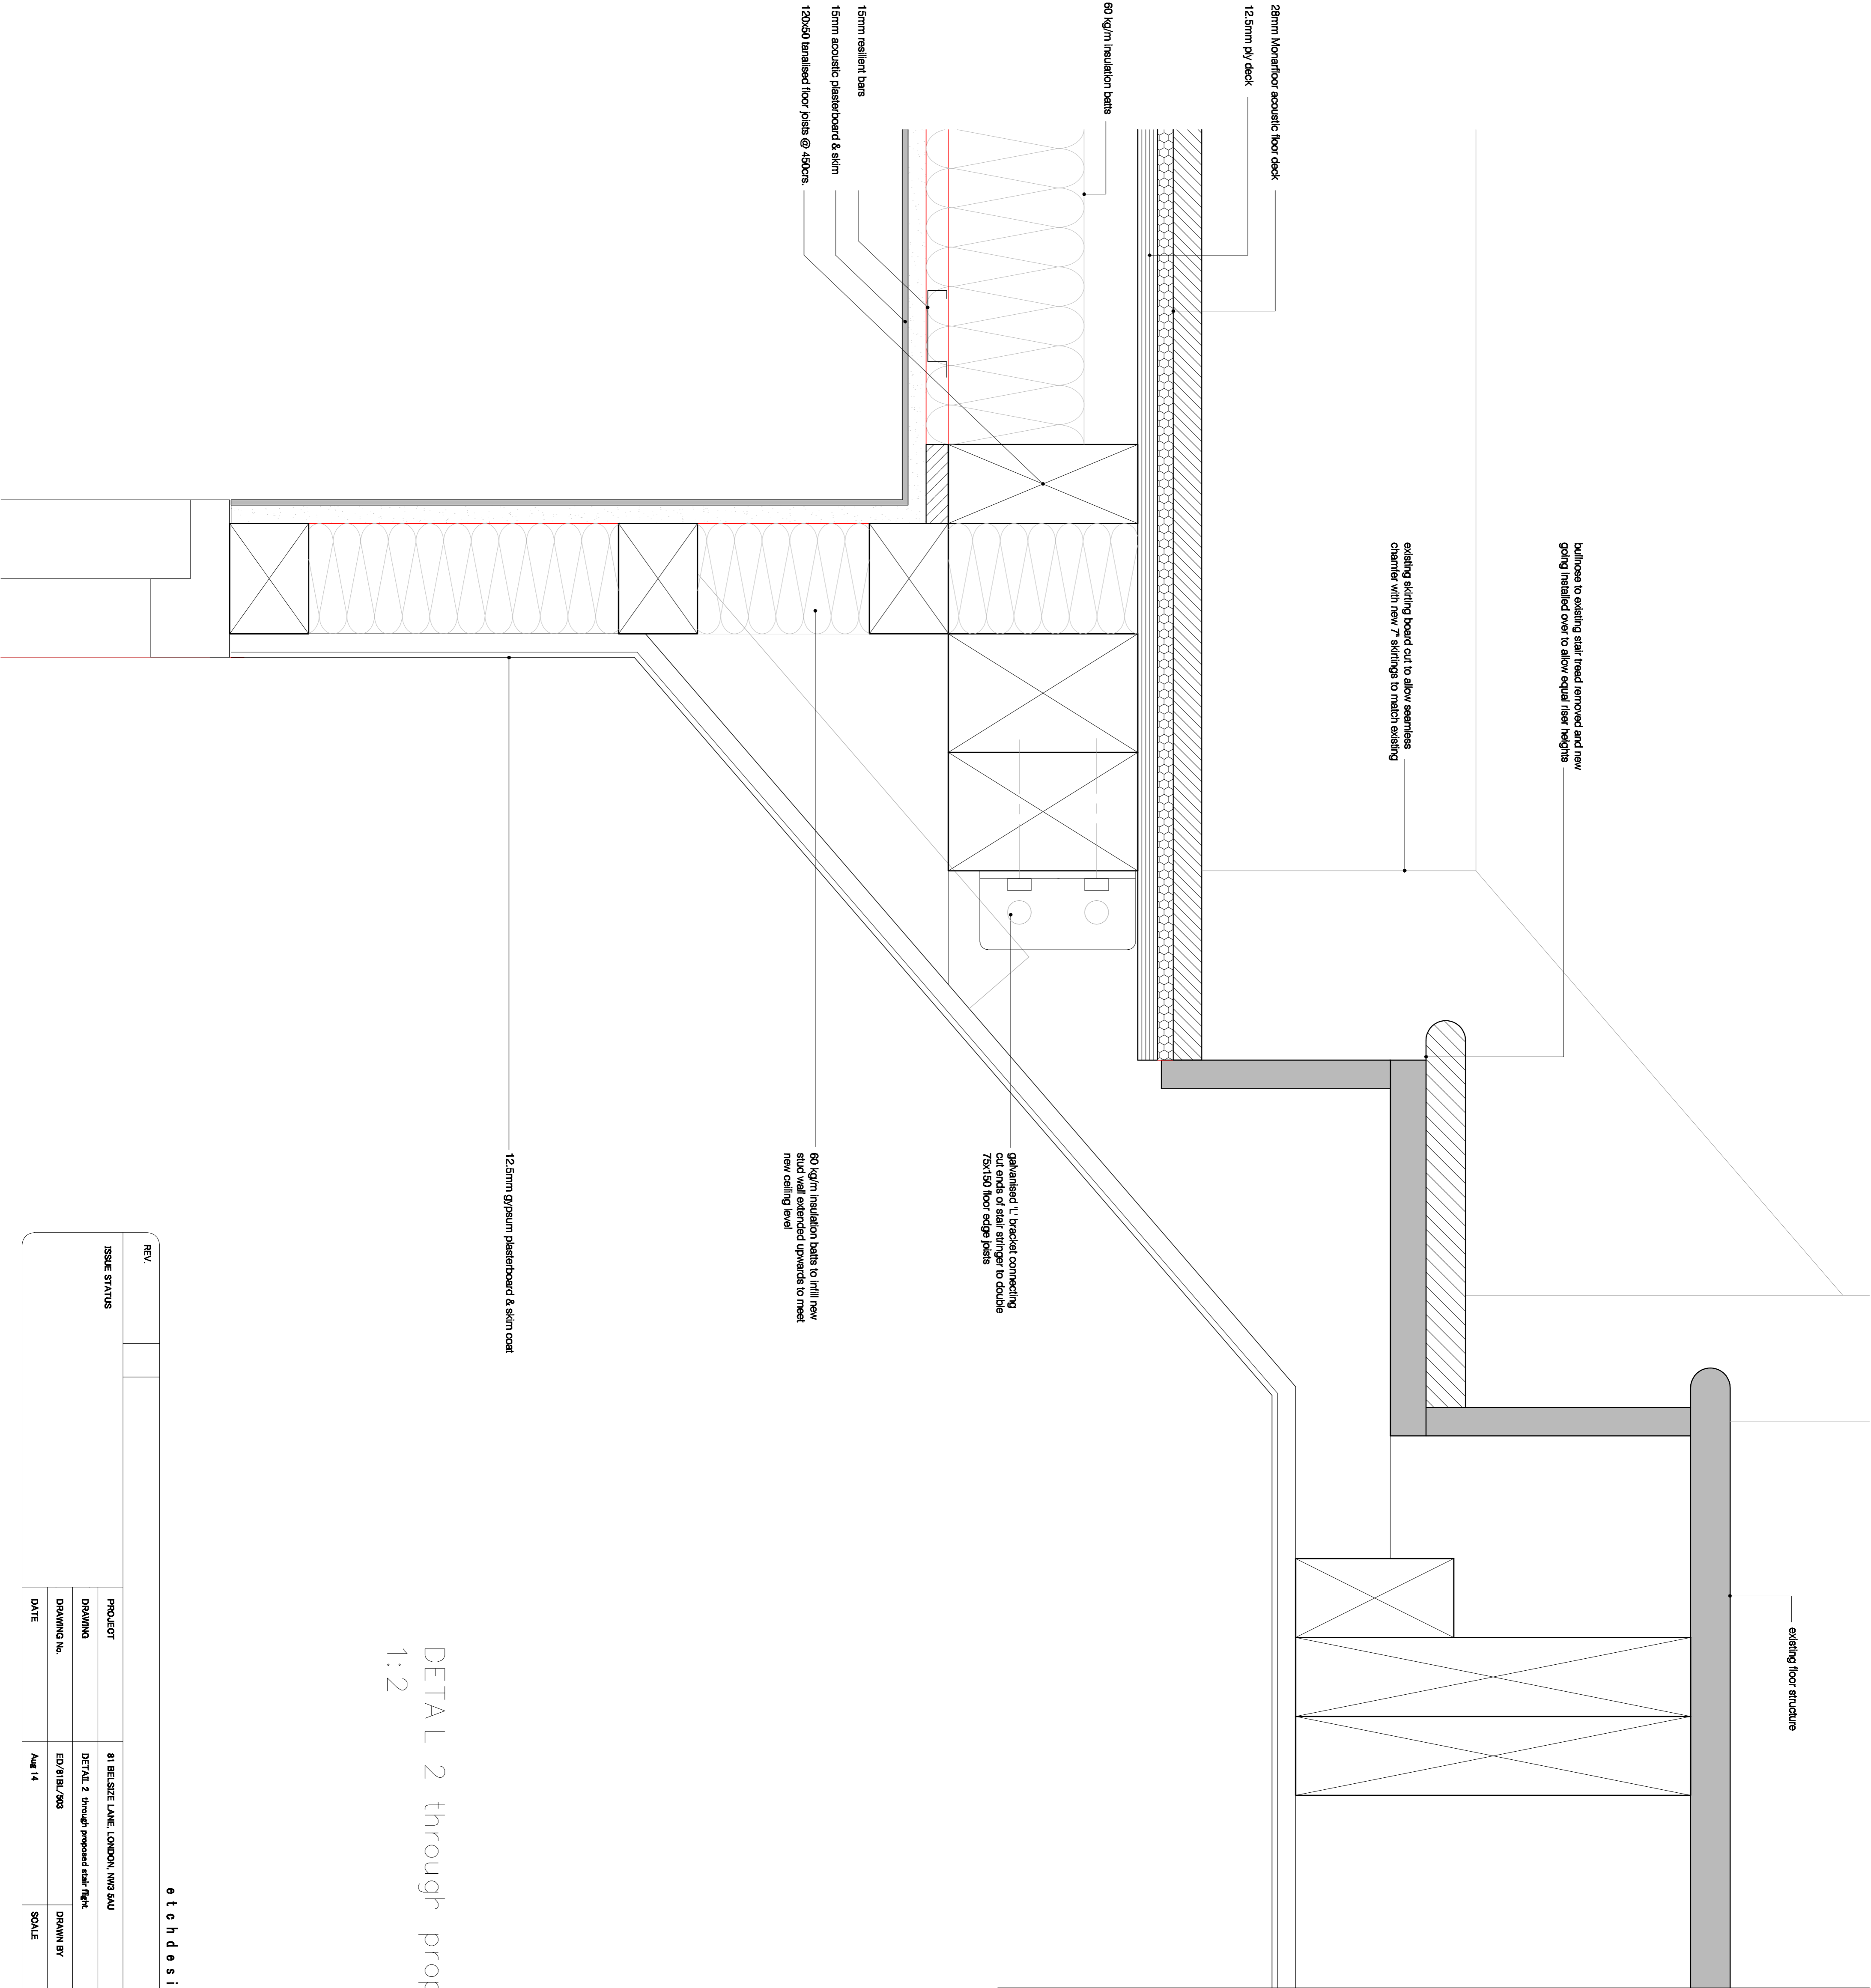 28mm Monarfloor acoustic floor deck
12.5mm ply deck
60 kg/m insulation batts
15mm resilient bars
15mm acoustic plasterboard & skim
120x50 tanalised floor joists @ 450crs.
bullnose to existing stair tread removed and new
going installed over to allow equal riser heights
existing skirting board cut to allow seamless
chamfer with new 7" skirtings to match existing
galvanised 'L' bracket connecting
cut ends of stair stringer to double
75x150 floor edge joists
60 kg/m insulation batts to infill new
stud wall extended upwards to meet
new ceiling level
12.5mm gypsum plasterboard & skim coat
existing floor structure
DETAIL 2 through prop
1:2
etchdesi
REV.
ISSUE STATUS
PROJECT 81 BELSIZE LANE, LONDON, NW3 5AU
DRAWING DETAIL 2 through proposed stair flight
DRAWING No. ED/81BL/503 DRAWN BY
DATE Aug 14 SCALE